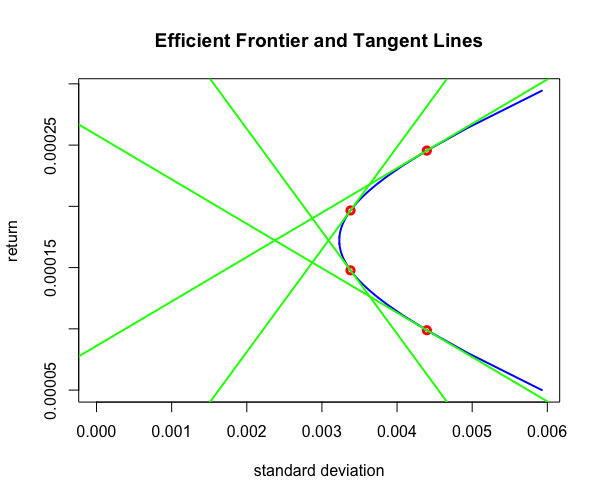 Efficient Frontier and Tangent Lines
return
0.00005
0.00015
0.00025
0.000 0.001 0.002 0.003 0.004 0.005 0.006
standard deviation